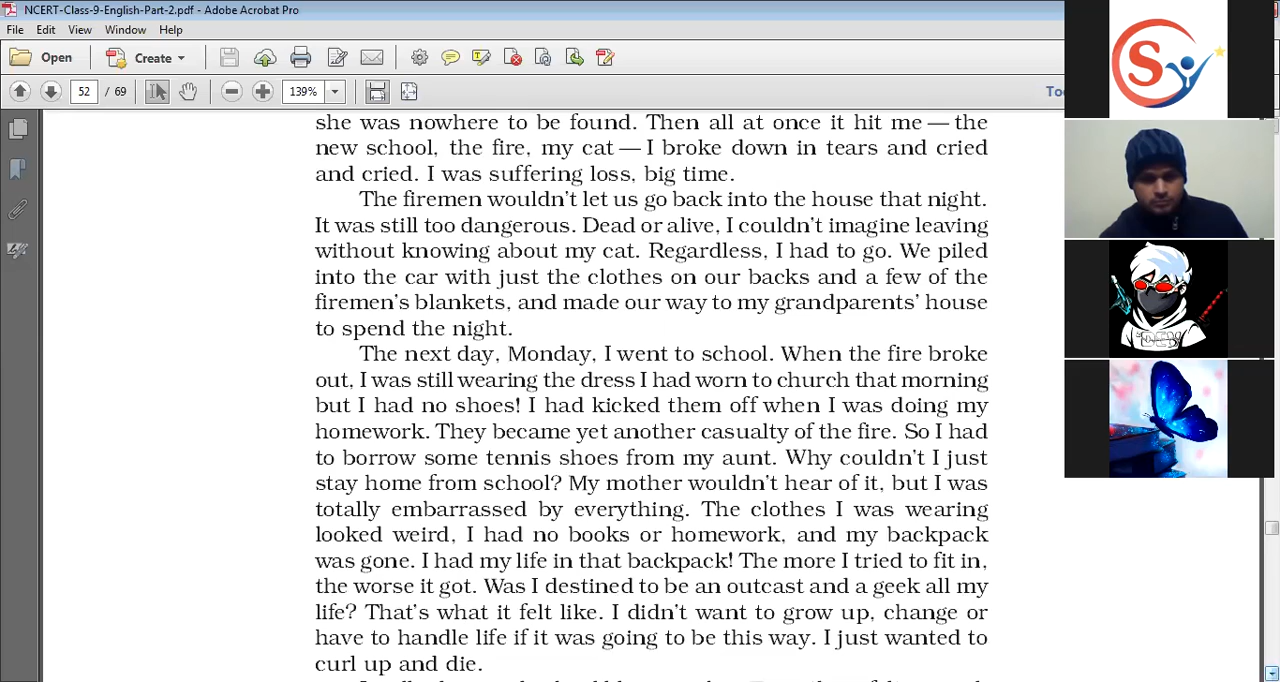 NCERT-Class-9-English-Part-2.pdf - Adobe Acrobat Pro
File Edit View Window Help
Open Create
52 / 69 139%
she was nowhere to be found. Then all at once it hit me — the
new school, the fire, my cat — I broke down in tears and cried
and cried. I was suffering loss, big time.
The firemen wouldn't let us go back into the house that night.
It was still too dangerous. Dead or alive, I couldn't imagine leaving
without knowing about my cat. Regardless, I had to go. We piled
into the car with just the clothes on our backs and a few of the
firemen's blankets, and made our way to my grandparents' house
to spend the night.
The next day, Monday, I went to school. When the fire broke
out, I was still wearing the dress I had worn to church that morning
but I had no shoes! I had kicked them off when I was doing my
homework. They became yet another casualty of the fire. So I had
to borrow some tennis shoes from my aunt. Why couldn't I just
stay home from school? My mother wouldn't hear of it, but I was
totally embarrassed by everything. The clothes I was wearing
looked weird, I had no books or homework, and my backpack
was gone. I had my life in that backpack! The more I tried to fit in,
the worse it got. Was I destined to be an outcast and a geek all my
life? That's what it felt like. I didn't want to grow up, change or
have to handle life if it was going to be this way. I just wanted to
curl up and die.
S